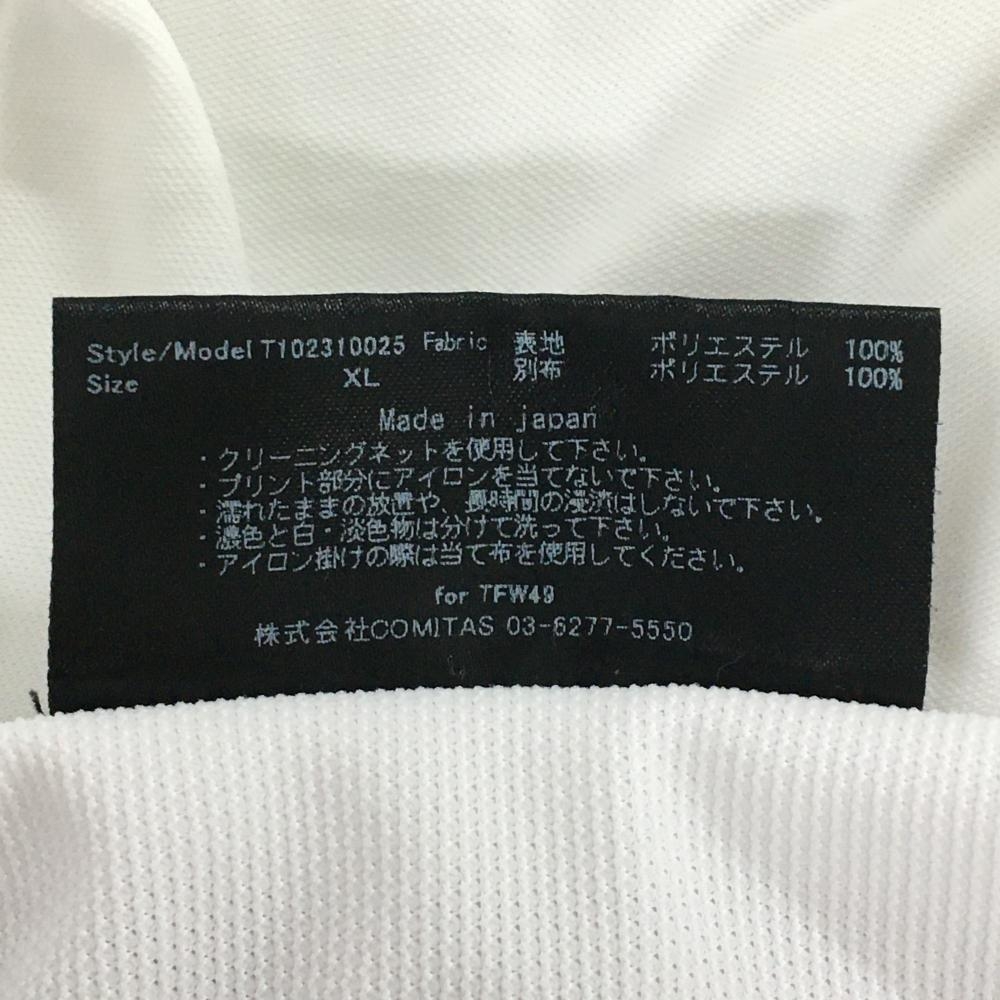 Style/Model T102310025 Fabric 表地 ポリエステル 100%
Size XL 別布 ポリエステル 100%
Made in japan
・クリーニングネットを使用して下さい。
・プリント部分にアイロンを当てないで下さい。
・濡れたままの放置や、長時間の浸漬はしないで下さい。
・濃色と白・淡色物は分けて洗って下さい。
・アイロン掛けの際は当て布を使用してください。
for TFW49
株式会社COMITAS 03-6277-5550